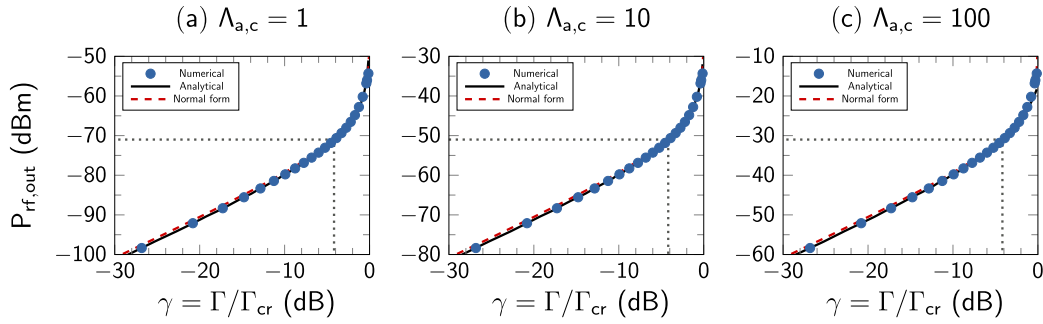 (a) Λa,c = 1
(b) Λa,c = 10
(c) Λa,c = 100
Prf,out (dBm)
−50
−60
−70
−80
−90
−100
Numerical
Analytical
Normal form
−30
−20
−10
0
γ = Γ/Γcr (dB)
−30
−40
−50
−60
−70
−80
Numerical
Analytical
Normal form
−30
−20
−10
0
γ = Γ/Γcr (dB)
−10
−20
−30
−40
−50
−60
Numerical
Analytical
Normal form
−30
−20
−10
0
γ = Γ/Γcr (dB)